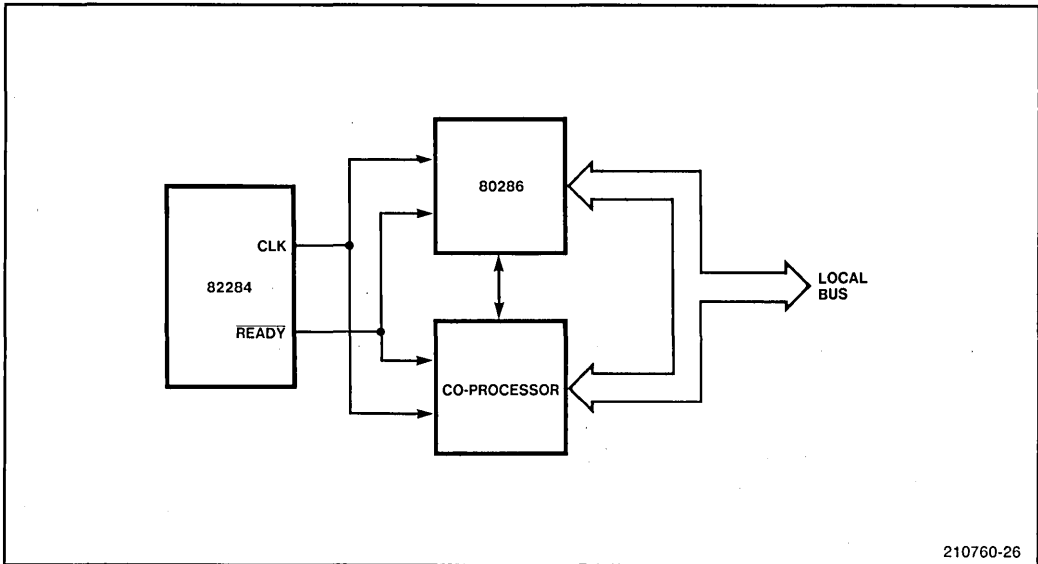 80286
CLK
82284
READY
CO-PROCESSOR
LOCAL
BUS
210760-26